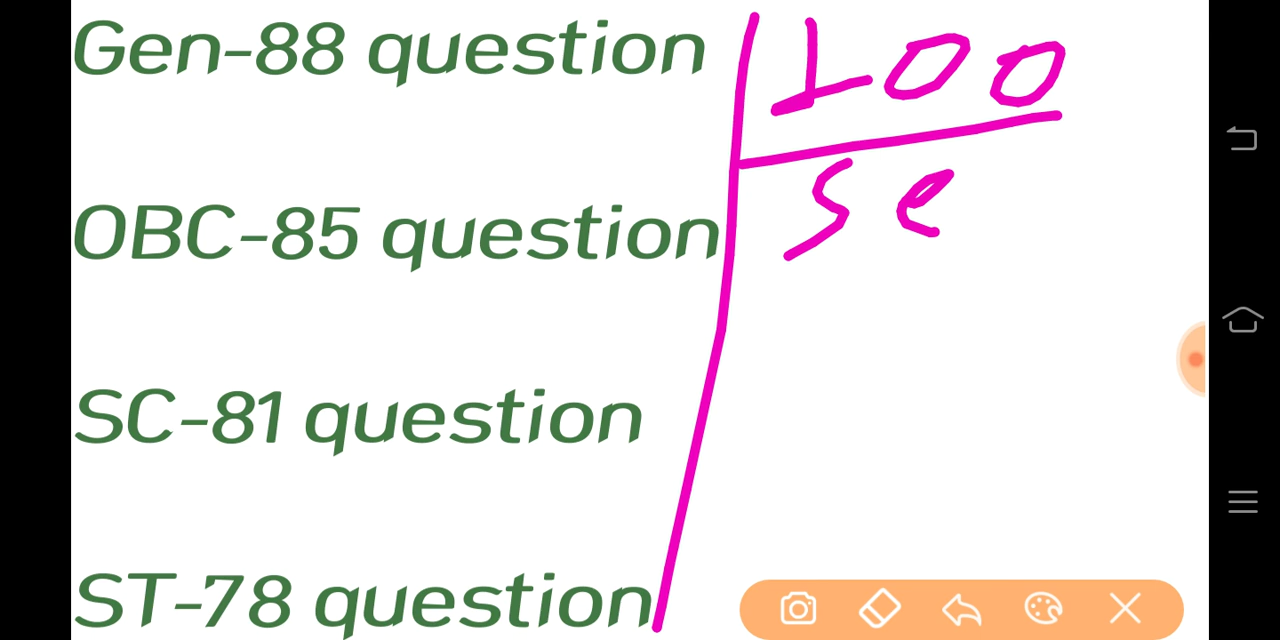 Gen-88 question
100
OBC-85 question
Se
SC-81 question
ST-78 question